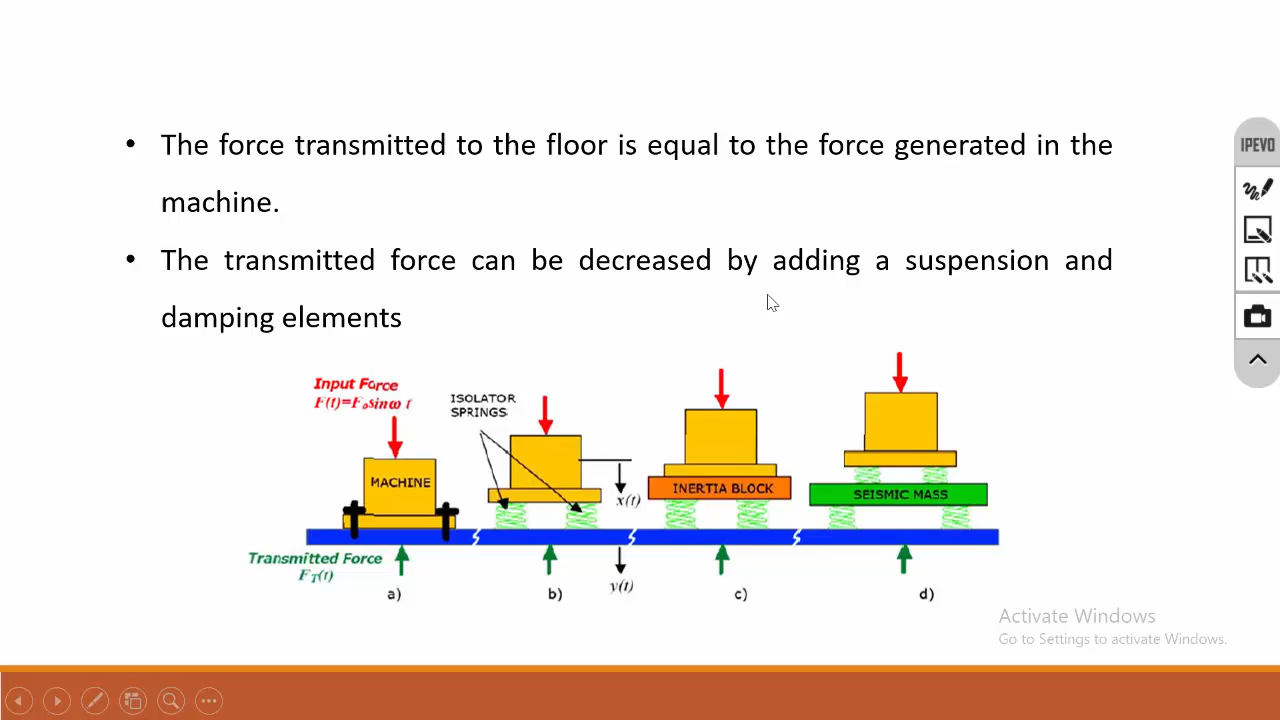 • The force transmitted to the floor is equal to the force generated in the
machine.
• The transmitted force can be decreased by adding a suspension and
damping elements
Input Force
F(t)=Fₒsinω t
ISOLATOR
SPRINGS
MACHINE
x(t)
INERTIA BLOCK
SEISMIC MASS
Transmitted Force
F_T(t)
y(t)
a)
b)
c)
d)
IPEVO
Activate Windows
Go to Settings to activate Windows.